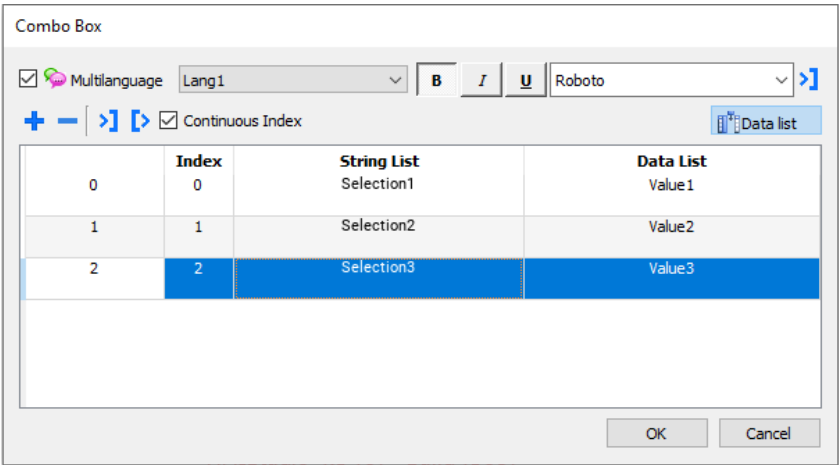 Combo Box
Multilanguage Lang1 B I U Roboto
Continuous Index Data list
Index String List Data List
0 0 Selection1 Value1
1 1 Selection2 Value2
2 2 Selection3 Value3
OK Cancel